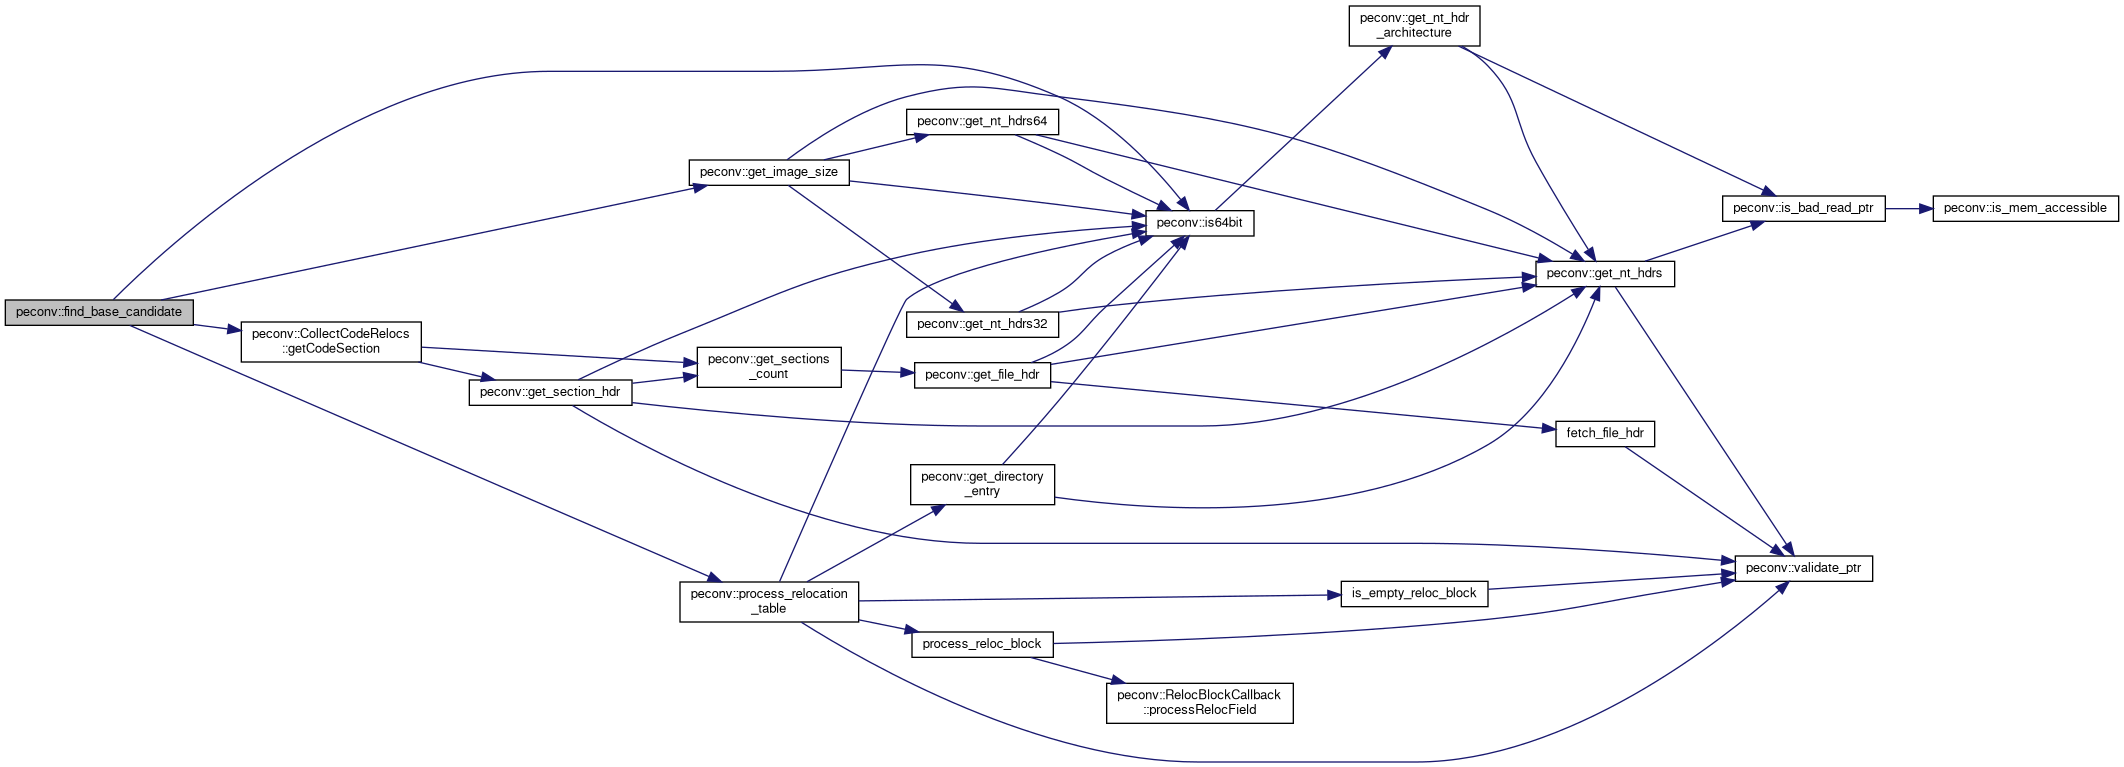 peconv::get_nt_hdr
_architecture
peconv::get_nt_hdrs64
peconv::get_image_size
peconv::is_bad_read_ptr
peconv::is_mem_accessible
peconv::is64bit
peconv::get_nt_hdrs
peconv::find_base_candidate
peconv::get_nt_hdrs32
peconv::CollectCodeRelocs
::getCodeSection
peconv::get_sections
_count
peconv::get_file_hdr
peconv::get_section_hdr
fetch_file_hdr
peconv::get_directory
_entry
peconv::validate_ptr
peconv::process_relocation
_table
is_empty_reloc_block
process_reloc_block
peconv::RelocBlockCallback
::processRelocField